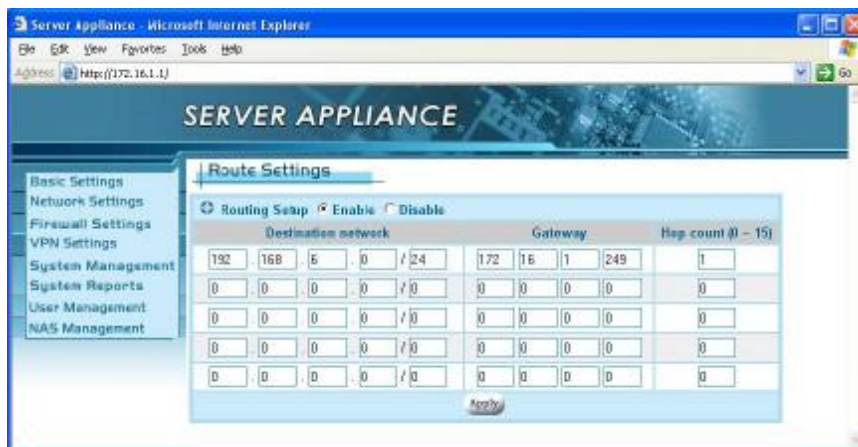 Server Appliance - Microsoft Internet Explorer
File Edit View Favorites Tools Help
Address http://172.16.1.1/ Go
SERVER APPLIANCE
Basic Settings
Network Settings
Firewall Settings
VPN Settings
System Management
System Reports
User Management
NAS Management
Route Settings
Routing Setup Enable Disable
Destination network Gateway Hop count (0 - 15)
192 . 168 . 6 . 0 / 24 172 16 1 249 1
0 . 0 . 0 . 0 / 0 0 0 0 0 0
0 . 0 . 0 . 0 / 0 0 0 0 0 0
0 . 0 . 0 . 0 / 0 0 0 0 0 0
0 . 0 . 0 . 0 / 0 0 0 0 0 0
Apply